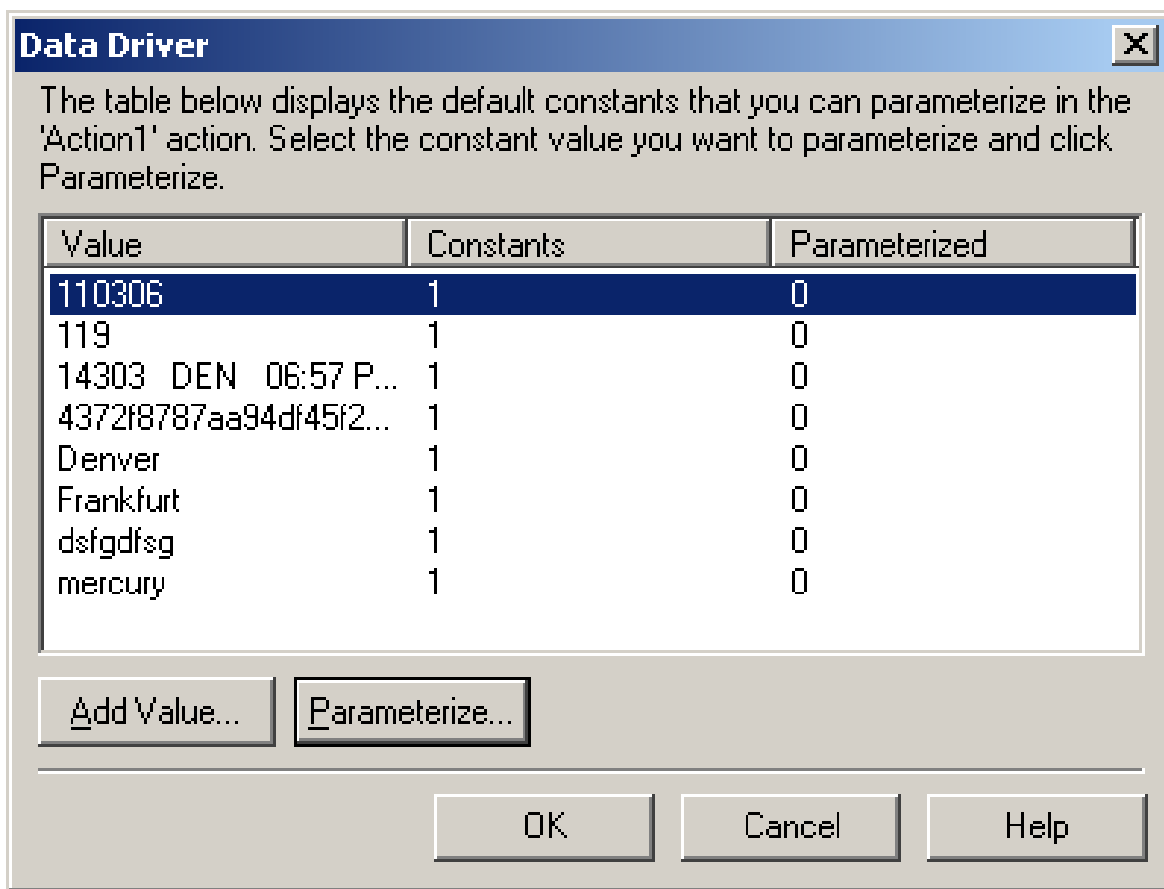 Data Driver
The table below displays the default constants that you can parameterize in the
'Action1' action. Select the constant value you want to parameterize and click
Parameterize.
Value Constants Parameterized
110306 1 0
119 1 0
14303 DEN 06:57 P... 1 0
4372f8787aa94df45f2... 1 0
Denver 1 0
Frankfurt 1 0
dsfgdfsg 1 0
mercury 1 0
Add Value... Parameterize...
OK Cancel Help